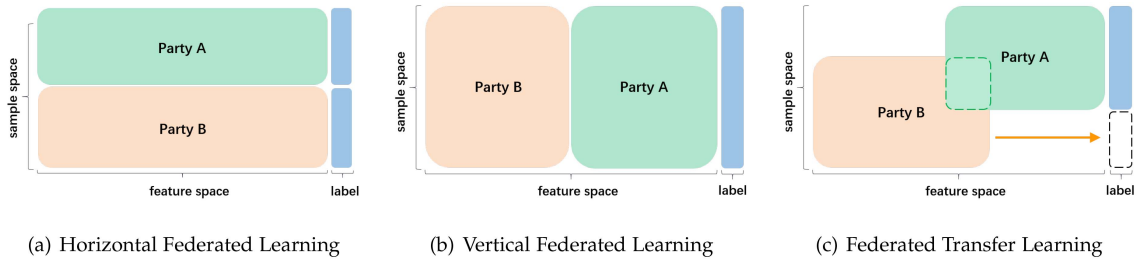 Party A
Party B
sample space
feature space
label
(a) Horizontal Federated Learning
Party B
Party A
sample space
feature space
label
(b) Vertical Federated Learning
Party A
Party B
sample space
feature space
label
(c) Federated Transfer Learning